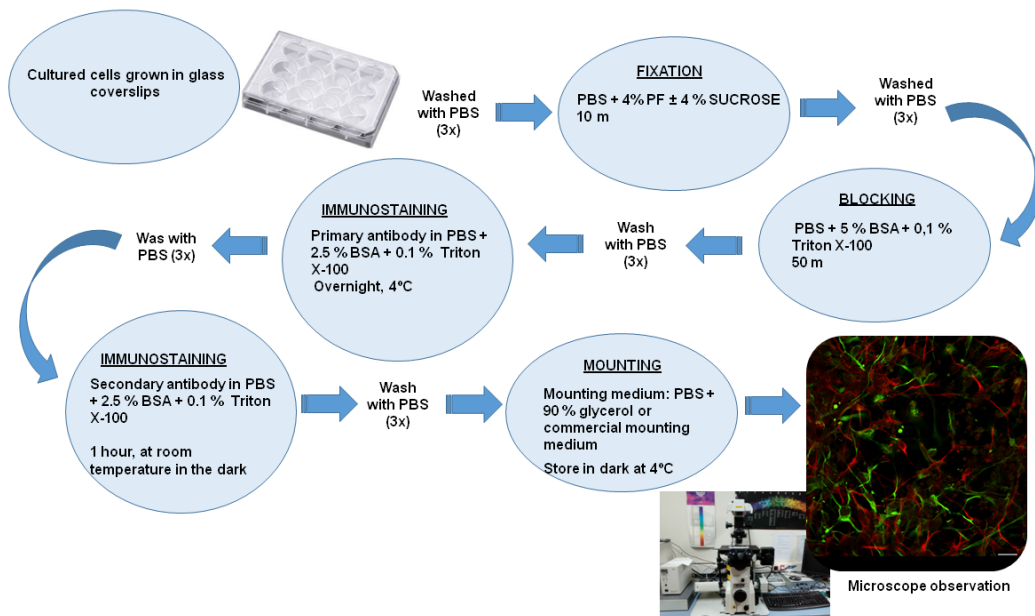 Cultured cells grown in glass
coverslips
Washed
with PBS
(3x)
FIXATION
PBS + 4% PF ± 4 % SUCROSE
10 m
Washed
with PBS
(3x)
BLOCKING
PBS + 5 % BSA + 0,1 %
Triton X-100
50 m
Wash
with PBS
(3x)
IMMUNOSTAINING
Primary antibody in PBS +
2.5 % BSA + 0.1 % Triton
X-100
Overnight, 4°C
Was with
PBS (3x)
IMMUNOSTAINING
Secondary antibody in PBS
+ 2.5 % BSA + 0.1 % Triton
X-100
1 hour, at room
temperature in the dark
Wash
with PBS
(3x)
MOUNTING
Mounting medium: PBS +
90 % glycerol or
commercial mounting
medium
Store in dark at 4°C
Microscope observation